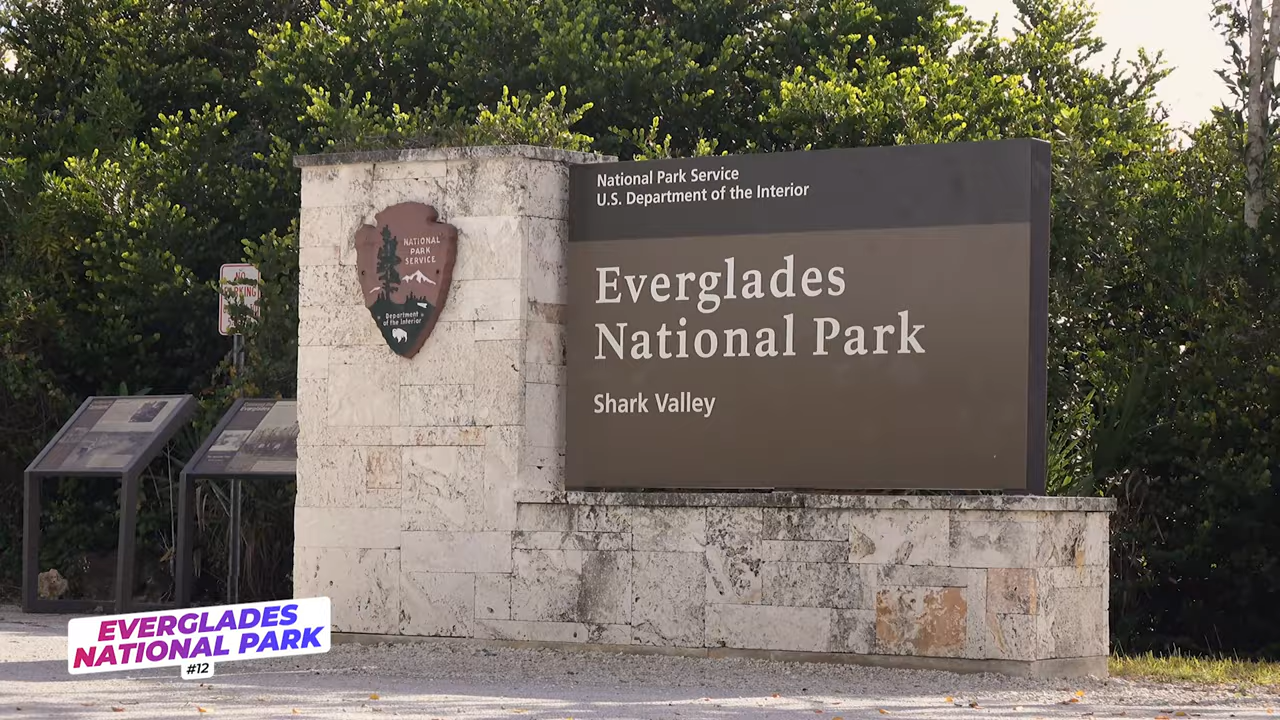 National Park Service
U.S. Department of the Interior
NATIONAL
PARK
SERVICE
Everglades
National Park
Shark Valley
Department
of the Interior
NO
PARKING
EVERGLADES
NATIONAL PARK
#12